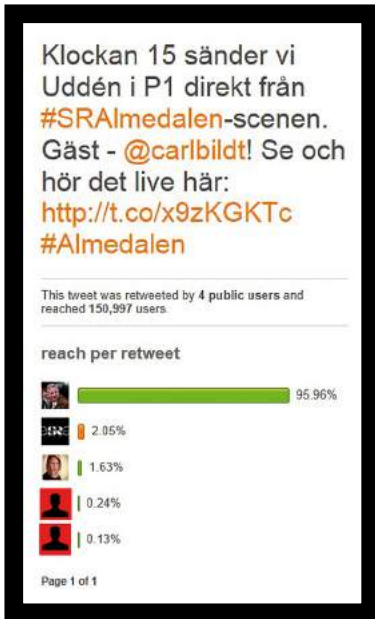 Klockan 15 sänder vi
Uddén i P1 direkt från
#SRAlmedalen-scenen.
Gäst - @carlbildt! Se och
hör det live här:
http://t.co/x9zKGKTc
#Almedalen
This tweet was retweeted by 4 public users and
reached 150,997 users.
reach per retweet
95.96%
2.05%
1.63%
0.24%
0.13%
Page 1 of 1